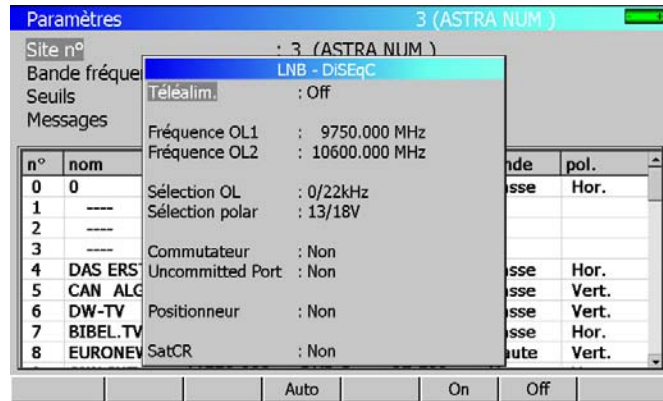 Paramètres 3 (ASTRA NUM )
Site nº : 3 (ASTRA NUM )
Bande fréque
Seuils
Messages
LNB - DiSEqC
Téléalim. : Off
Fréquence OL1 : 9750.000 MHz
Fréquence OL2 : 10600.000 MHz
Sélection OL : 0/22kHz
Sélection polar : 13/18V
Commutateur : Non
Uncommitted Port : Non
Positionneur : Non
SatCR : Non
n° nom nde pol.
0 0 sse Hor.
1 ----
2 ----
3 ----
4 DAS ERS sse Hor.
5 CAN ALG sse Vert.
6 DW-TV sse Vert.
7 BIBEL.TV sse Hor.
8 EURONEV aute Vert.
Auto On Off